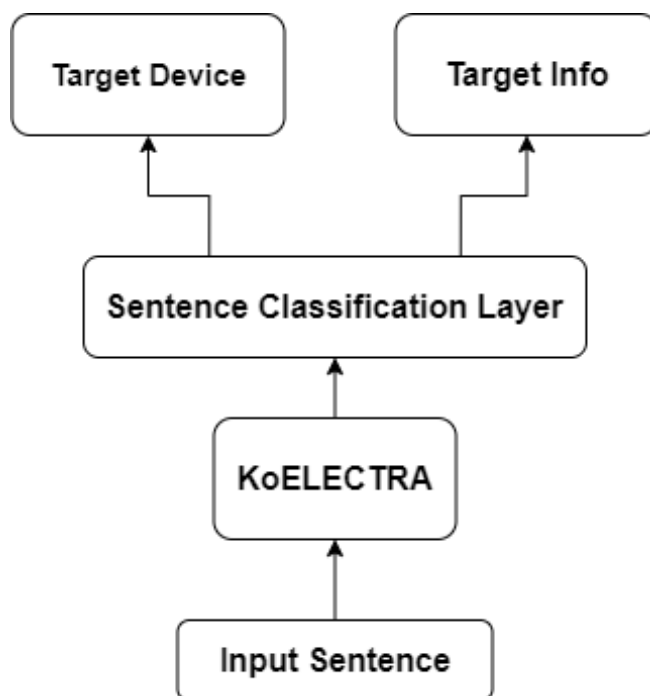 Target Device
Target Info
Sentence Classification Layer
KoELECTRA
Input Sentence